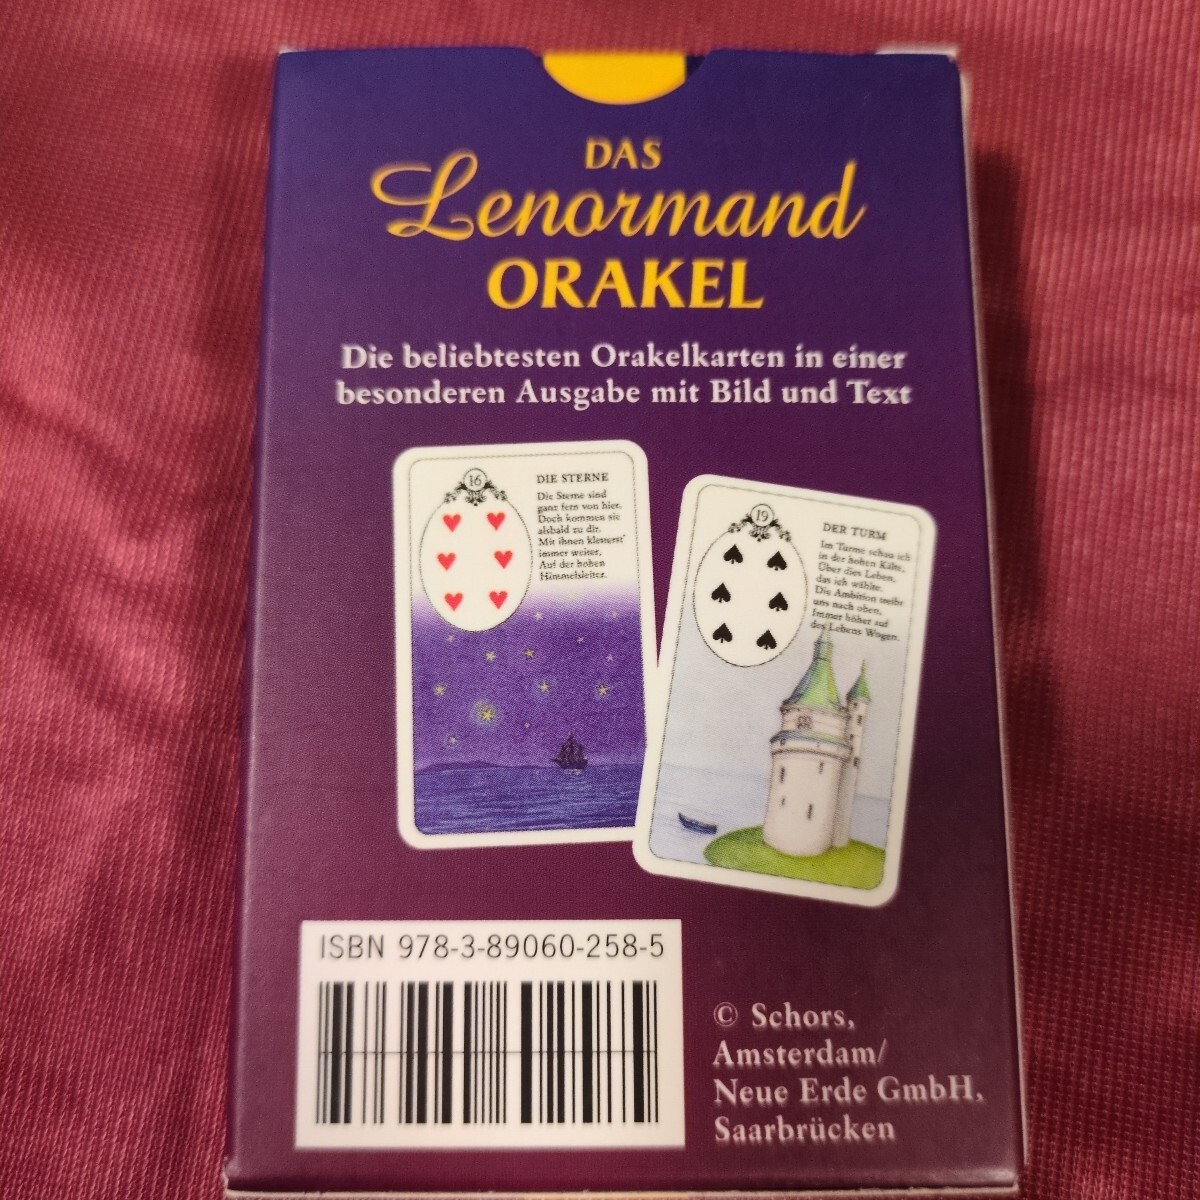 DAS
Lenormand
ORAKEL
Die beliebtesten Orakelkarten in einer
besonderen Ausgabe mit Bild und Text
16
DIE STERNE
Die Sterne sind
ganz fern von hier,
Doch kommen sie
alsbald zu dir.
Mit ihnen kletterst
immer weiter,
Auf der hohen
Himmelsleiter.
19
DER TURM
Im Turme schau ich
in der hohen Kälte,
Über dies Leben,
das ich wählte.
Die Ambition treibt
uns nach oben,
Immer höher auf
des Lebens Wogen.
ISBN 978-3-89060-258-5
© Schors,
Amsterdam/
Neue Erde GmbH,
Saarbrücken